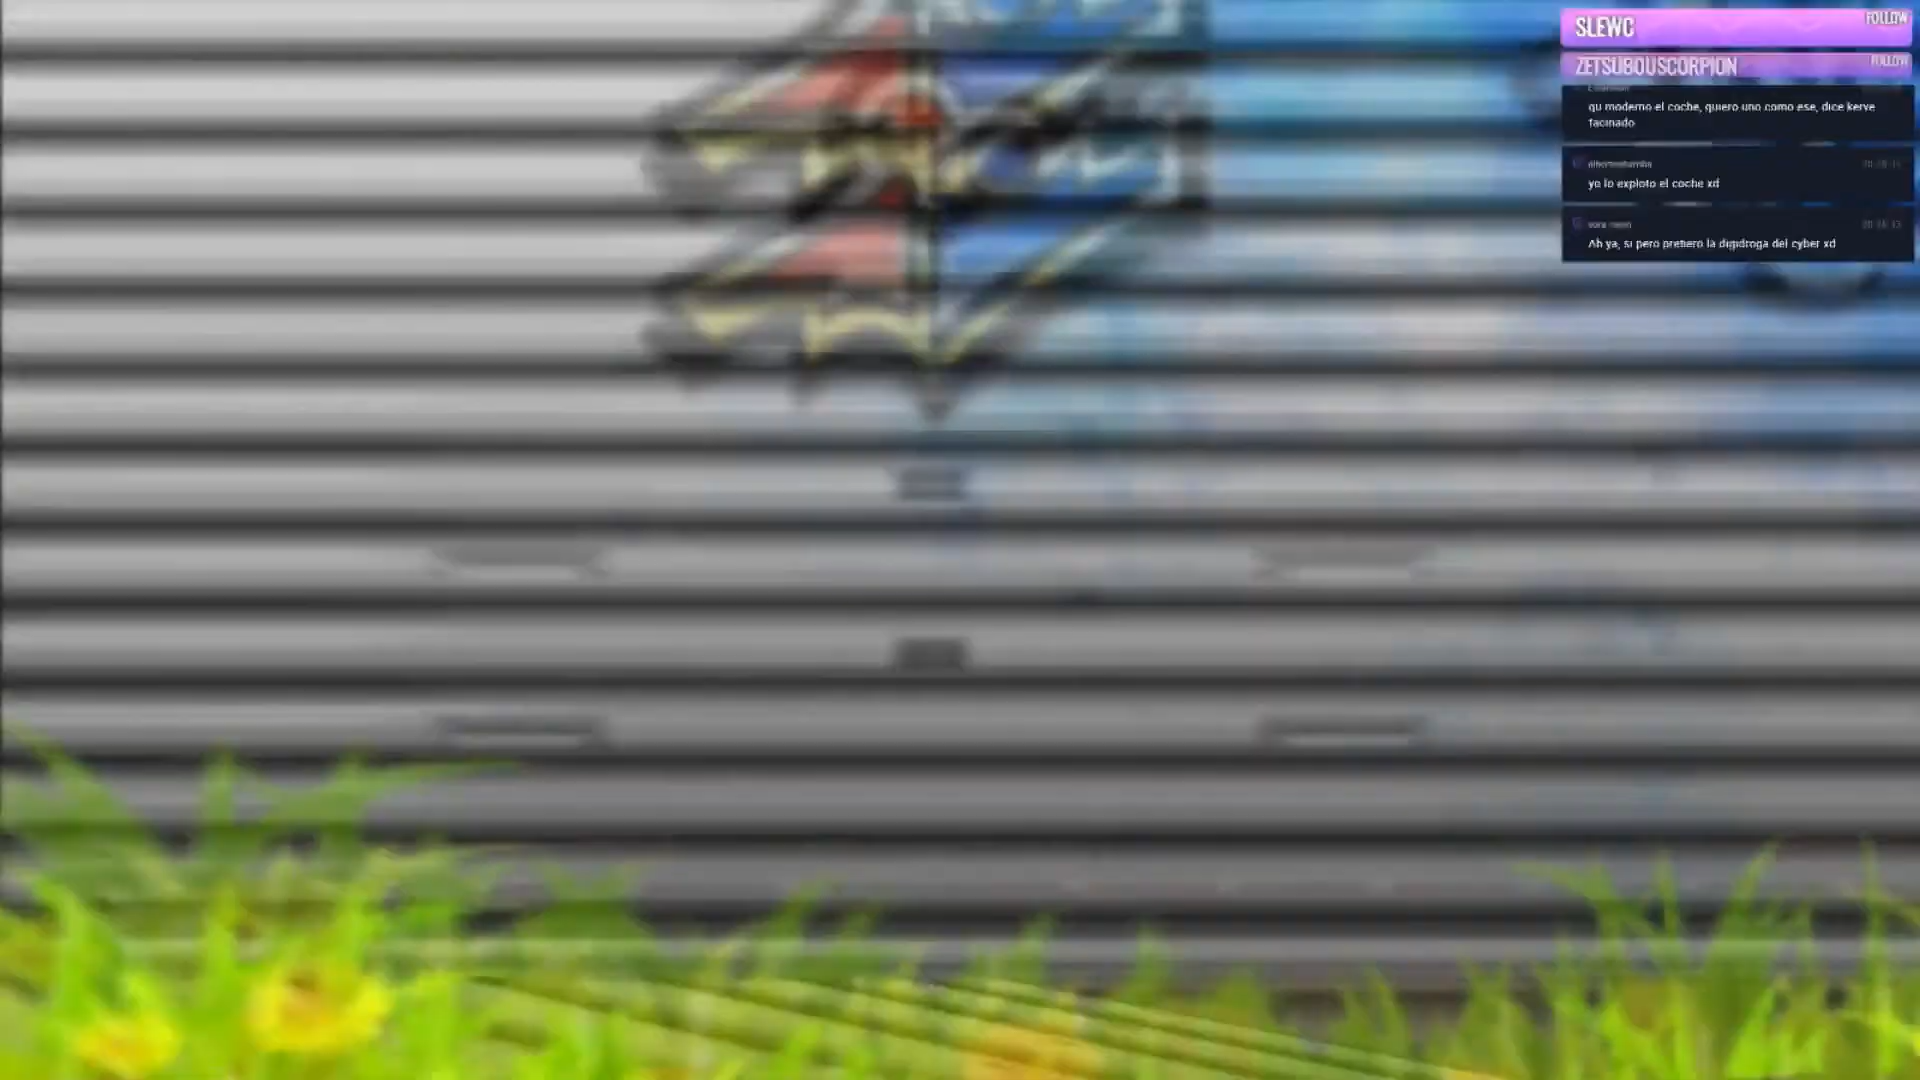 SLEWC
FOLLOW
ZETSUBOUSCORPION
FOLLOW
qu moderno el coche, quiero uno como ese, dice kerve
facinado
yo lo exploto el coche xd
Ah ya, si pero prefiero la digidroga del cyber xd